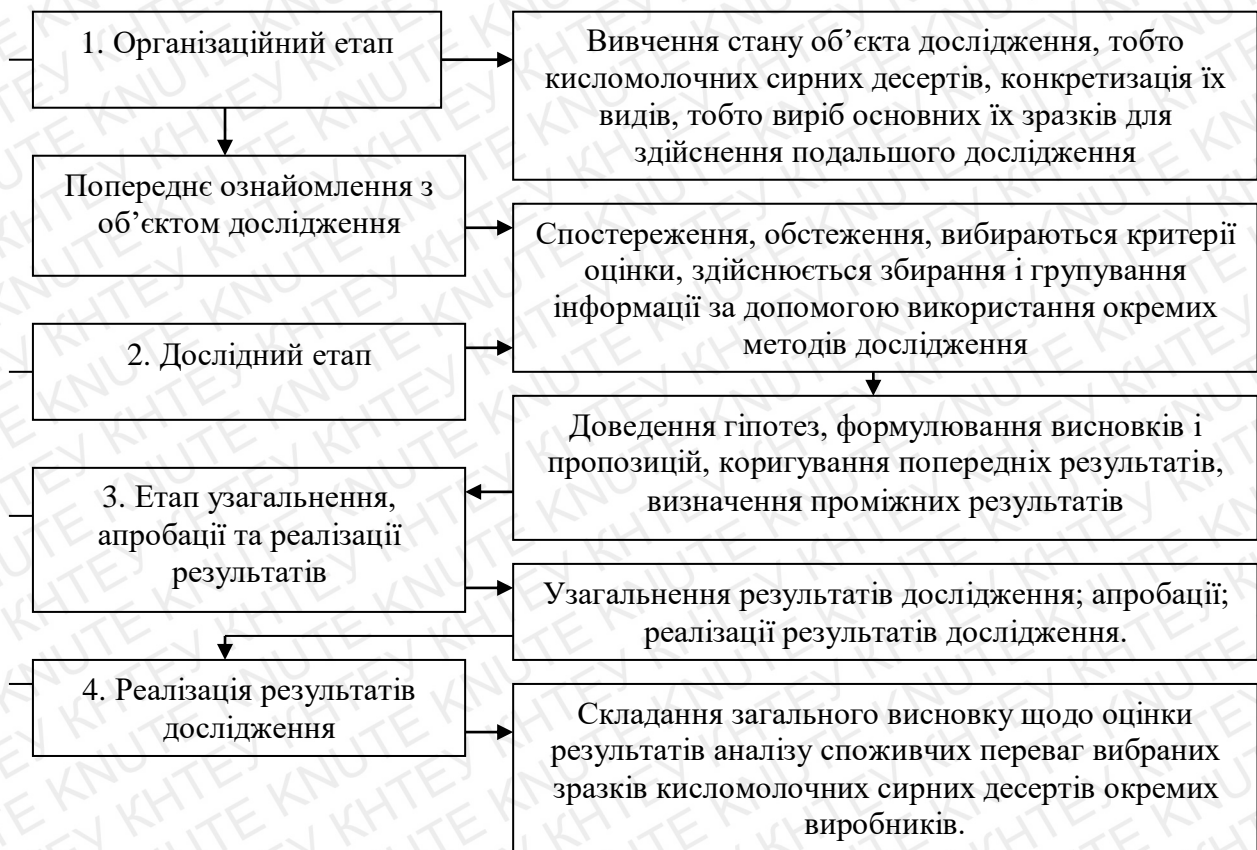 1. Організаційний етап
Вивчення стану об’єкта дослідження, тобто
кисломолочних сирних десертів, конкретизація їх
видів, тобто виріб основних їх зразків для
здійснення подальшого дослідження
Попереднє ознайомлення з
об’єктом дослідження
Спостереження, обстеження, вибираються критерії
оцінки, здійснюється збирання і групування
інформації за допомогою використання окремих
методів дослідження
2. Дослідний етап
Доведення гіпотез, формулювання висновків і
пропозицій, коригування попередніх результатів,
визначення проміжних результатів
3. Етап узагальнення,
апробації та реалізації
результатів
Узагальнення результатів дослідження; апробації;
реалізації результатів дослідження.
4. Реалізація результатів
дослідження
Складання загального висновку щодо оцінки
результатів аналізу споживчих переваг вибраних
зразків кисломолочних сирних десертів окремих
виробників.